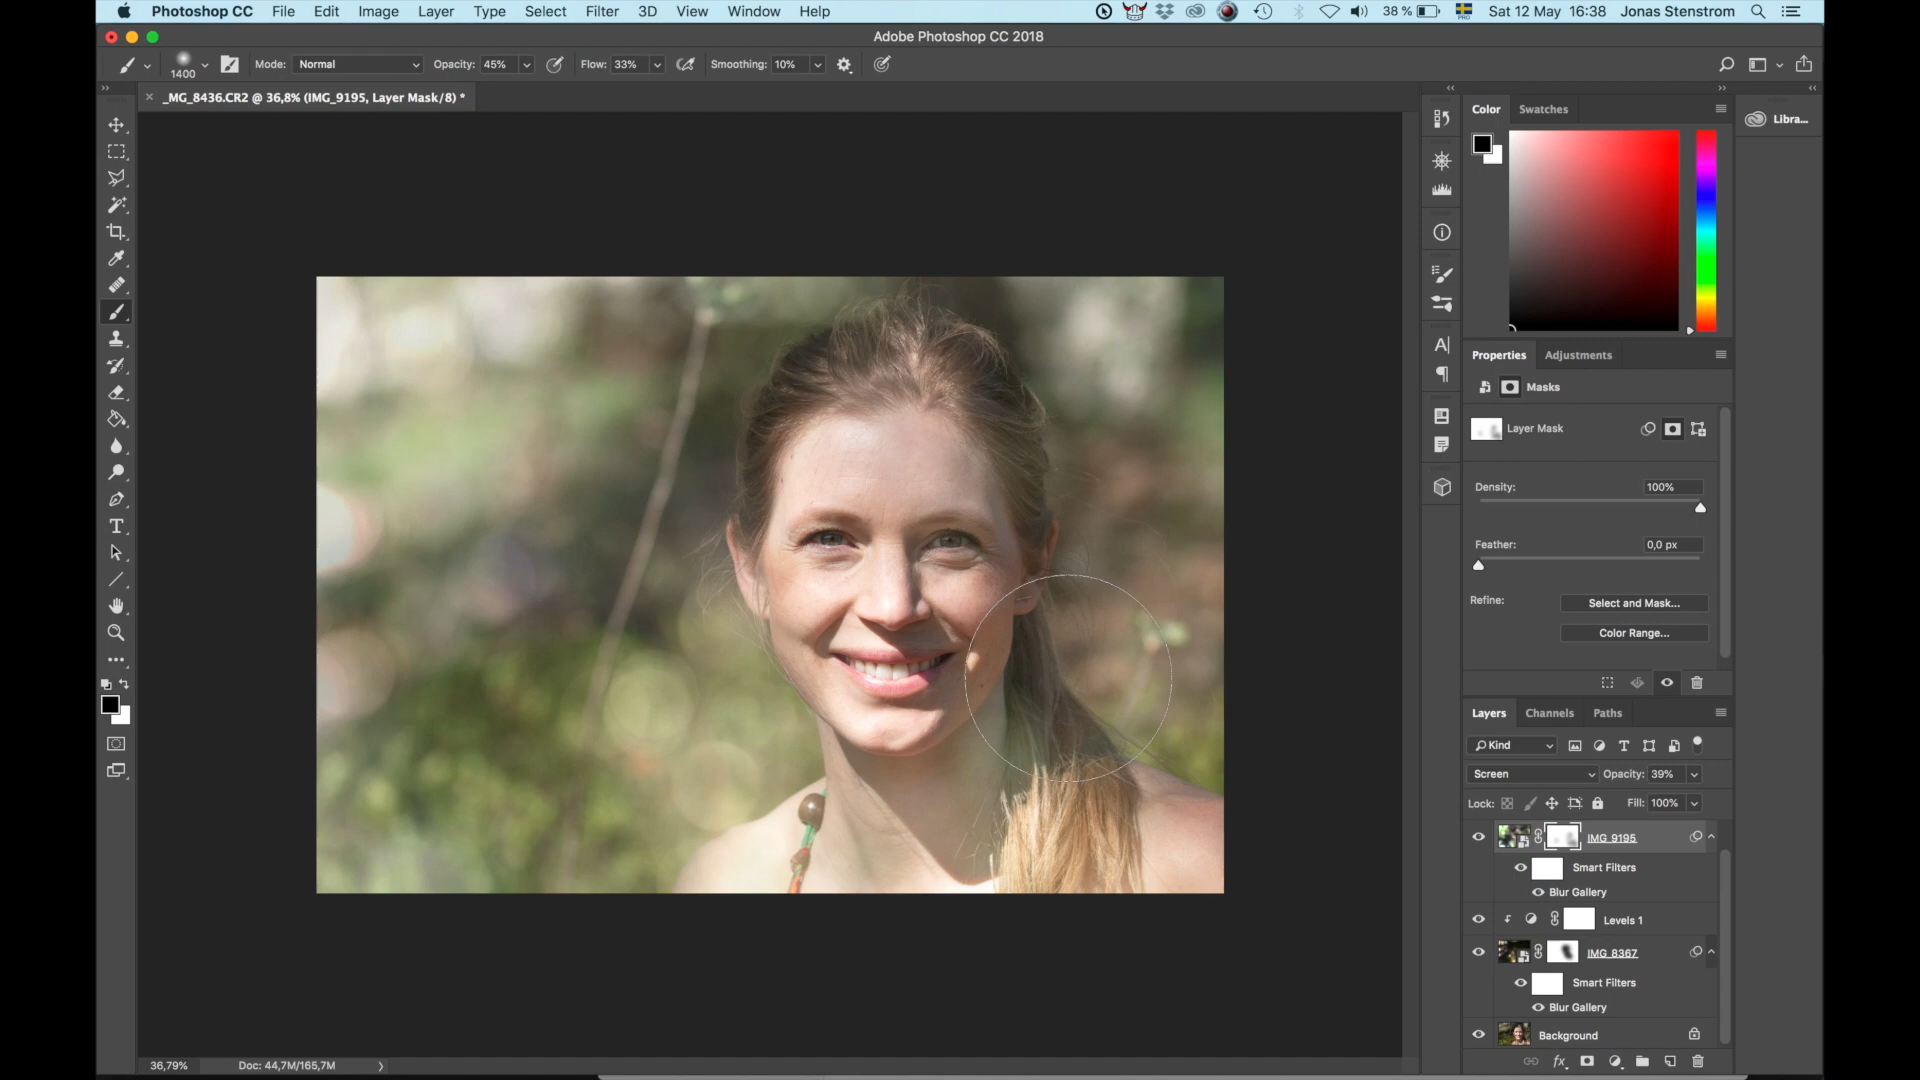 Photoshop CC File Edit Image Layer Type Select Filter 3D View Window Help 38 % PRO Sat 12 May 16:38 Jonas Stenstrom
Adobe Photoshop CC 2018
1400 Mode: Normal Opacity: 45% Flow: 33% Smoothing: 10%
_MG_8436.CR2 @ 36,8% (IMG_9195, Layer Mask/8) *
Color Swatches
Libra...
Properties Adjustments
Masks
Layer Mask
Density: 100%
Feather: 0,0 px
Refine: Select and Mask...
Color Range...
Layers Channels Paths
Kind
Screen Opacity: 39%
Lock: Fill: 100%
IMG_9195
Smart Filters
Blur Gallery
Levels 1
IMG_8367
Smart Filters
Blur Gallery
Background
36,79% Doc: 44,7M/165,7M